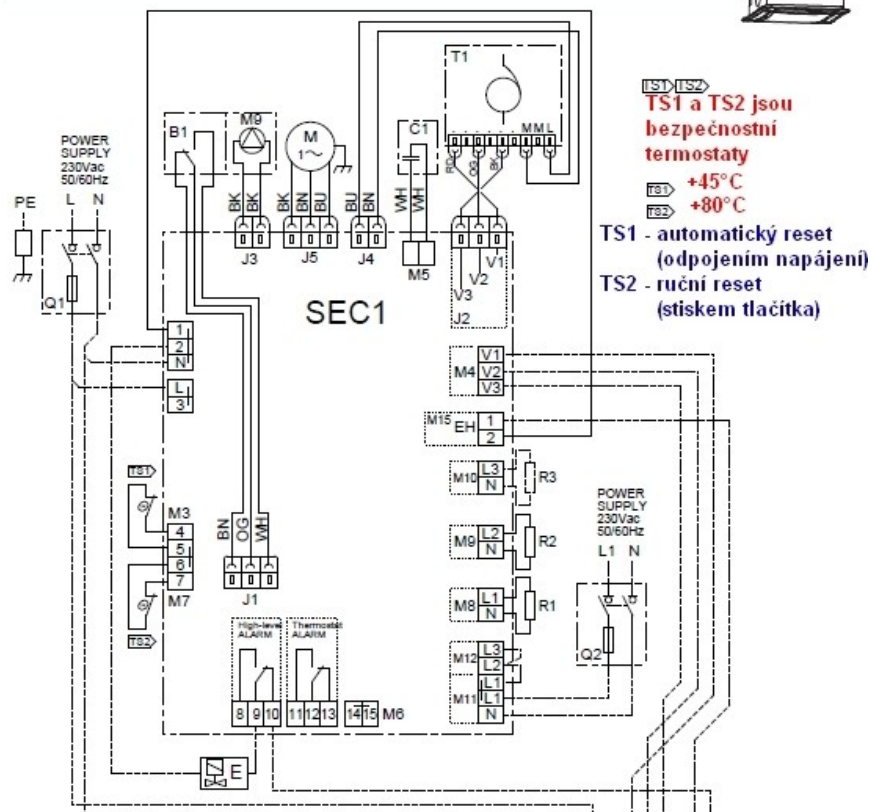 T1
M M L
RD
OG
BK
TS1 TS2
TS1 a TS2 jsou
bezpečnostní
termostaty
TS1 +45°C
TS2 +80°C
TS1 - automatický reset
(odpojením napájení)
TS2 - ruční reset
(stiskem tlačítka)
B1
M9
M
1~
C1
BK BK
BK BN BU
BU BN
WH WH
J3
J5
J4
M5
V1
V2
V3
J2
POWER
SUPPLY
230Vac
50/60Hz
L N
PE
Q1
SEC1
1
2
N
L
3
M4
V1
V2
V3
M15 EH
1
2
M10
L3
N
R3
M9
L2
N
R2
M8
L1
N
R1
M12
L3
L2
M11
L1
L1
N
POWER
SUPPLY
230Vac
50/60Hz
L1 N
Q2
TS1
M3
4
5
6
7
M7
TS2
BN OG WH
J1
High-level
ALARM
Thermostat
ALARM
8 9 10
11 12 13
14 15 M6
E